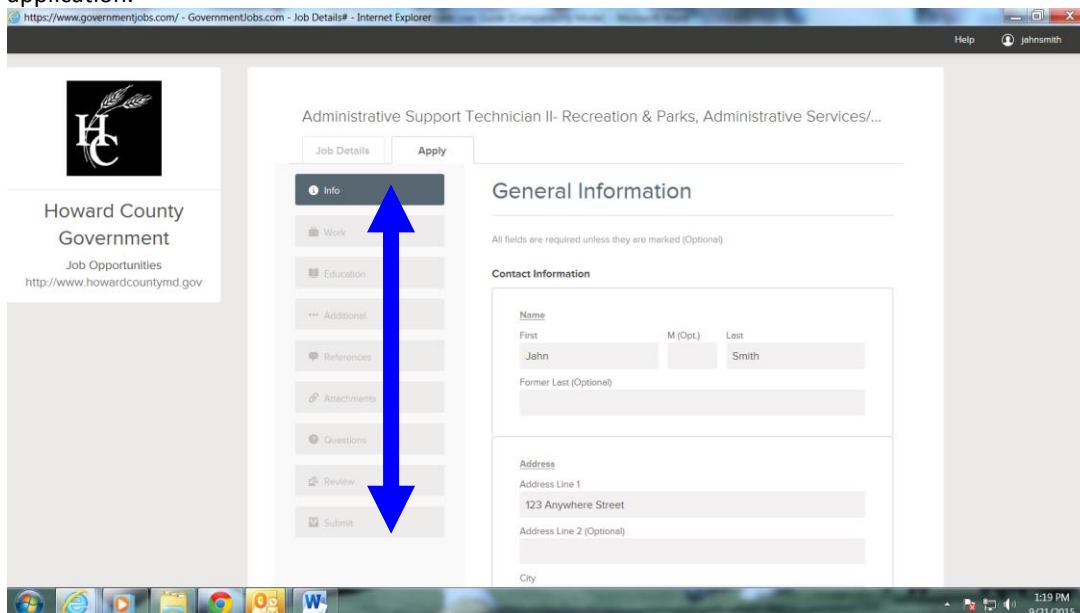 application.
https://www.governmentjobs.com/ - GovernmentJobs.com - Job Details# - Internet Explorer
Help jahnsmith
HC
Howard County
Government
Job Opportunities
http://www.howardcountymd.gov
Administrative Support Technician II- Recreation & Parks, Administrative Services/...
Job Details Apply
Info
Work
Education
Additional
References
Attachments
Questions
Review
Submit
General Information
All fields are required unless they are marked (Optional)
Contact Information
Name
First M (Opt.) Last
Jahn Smith
Former Last (Optional)
Address
Address Line 1
123 Anywhere Street
Address Line 2 (Optional)
City
1:19 PM
9/21/2015